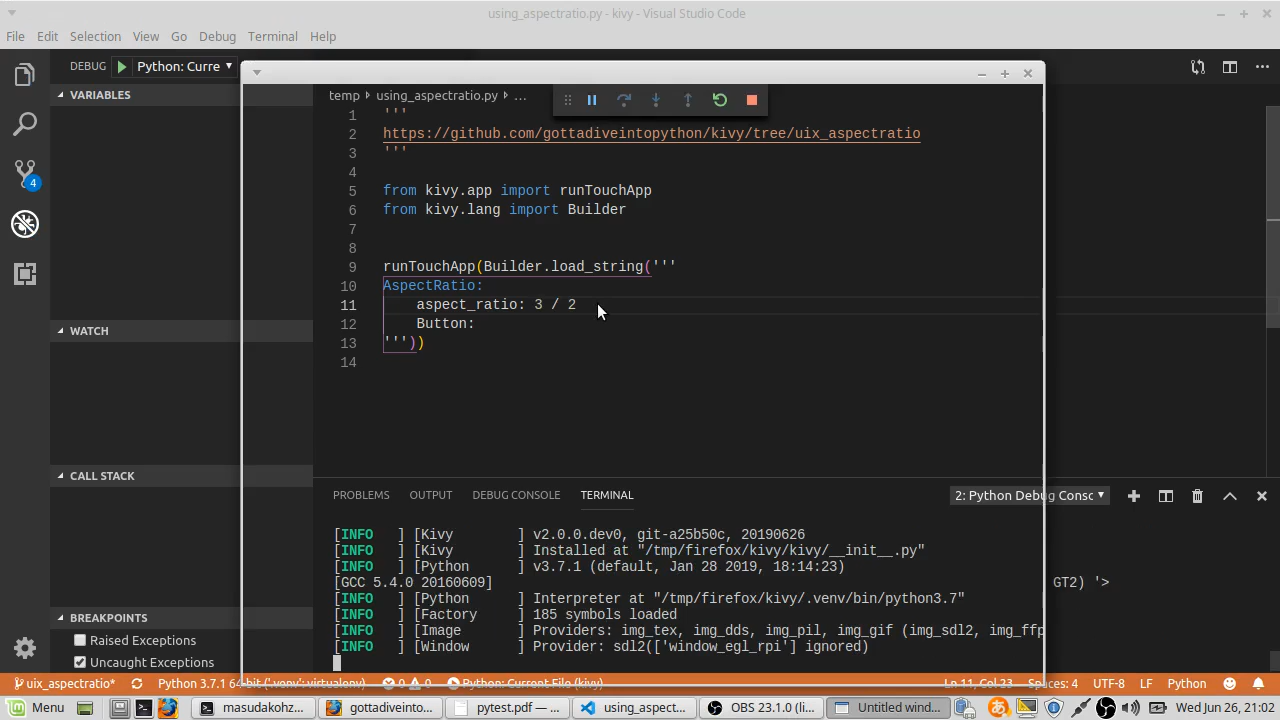 using_aspectratio.py - kivy - Visual Studio Code
File Edit Selection View Go Debug Terminal Help
DEBUG Python: Curre
VARIABLES
WATCH
CALL STACK
BREAKPOINTS
Raised Exceptions
Uncaught Exceptions
4
temp using_aspectratio.py ...
1 '''
2 https://github.com/gottadiveintopython/kivy/tree/uix_aspectratio
3 '''
4
5 from kivy.app import runTouchApp
6 from kivy.lang import Builder
7
8
9 runTouchApp(Builder.load_string('''
10 AspectRatio:
11     aspect_ratio: 3 / 2
12     Button:
13 '''))
14
PROBLEMS OUTPUT DEBUG CONSOLE TERMINAL 2: Python Debug Consc
[INFO   ] [Kivy        ] v2.0.0.dev0, git-a25b50c, 20190626
[INFO   ] [Kivy        ] Installed at "/tmp/firefox/kivy/kivy/__init__.py"
[INFO   ] [Python      ] v3.7.1 (default, Jan 28 2019, 18:14:23)
[GCC 5.4.0 20160609] GT2) '>
[INFO   ] [Python      ] Interpreter at "/tmp/firefox/kivy/.venv/bin/python3.7"
[INFO   ] [Factory     ] 185 symbols loaded
[INFO   ] [Image       ] Providers: img_tex, img_dds, img_pil, img_gif (img_sdl2, img_ffp
[INFO   ] [Window      ] Provider: sdl2(['window_egl_rpi'] ignored)
uix_aspectratio* Python 3.7.1 64-bit ('.venv': virtualenv) 0 0 Python: Current File (kivy) Ln 11, Col 23 Spaces: 4 UTF-8 LF Python
Menu masudakohz... gottadiveinto... pytest.pdf — ... using_aspect... OBS 23.1.0 (li... Untitled wind... Wed Jun 26, 21:02